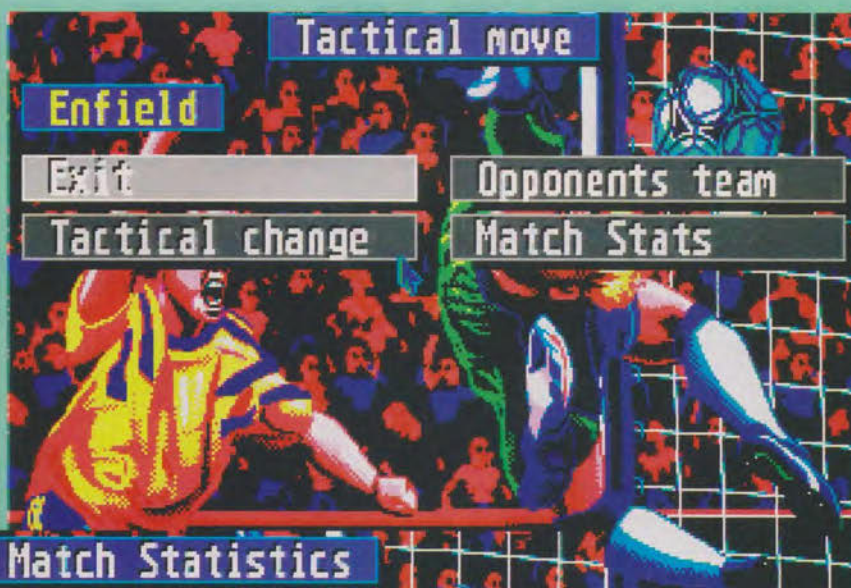 Tactical move
Enfield
Exit
Opponents team
Tactical change
Match Stats
Match Statistics